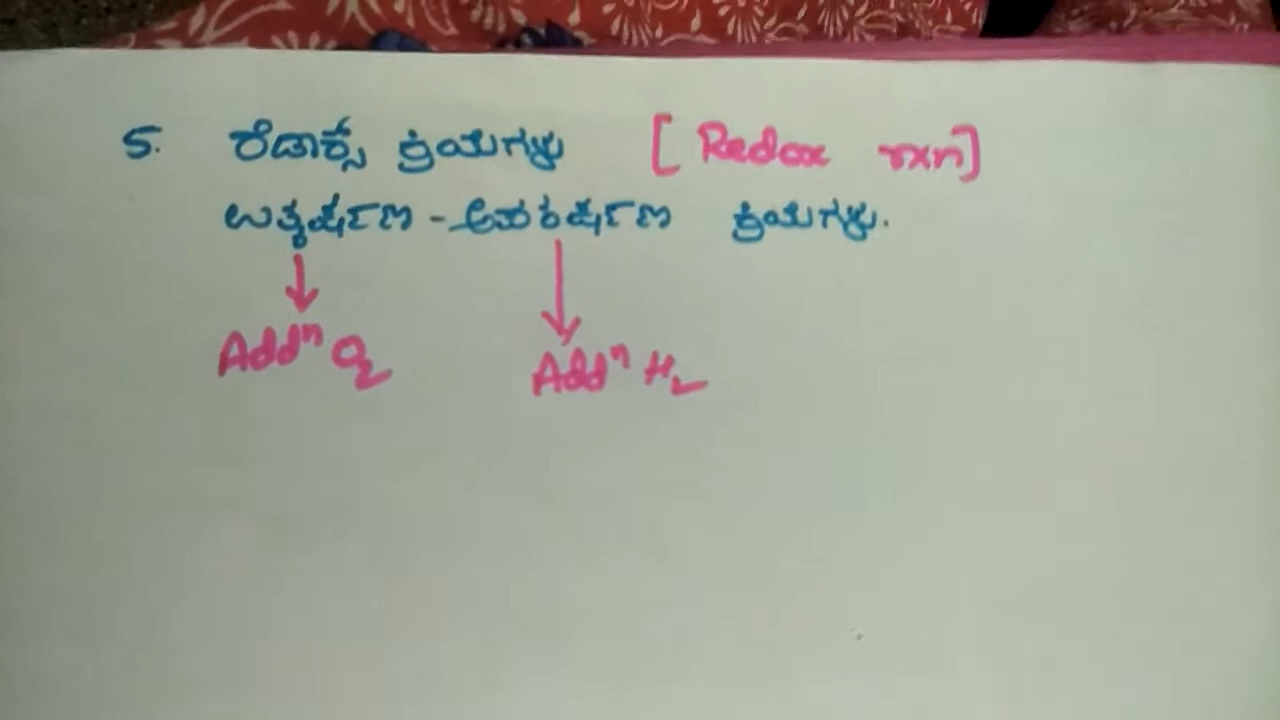 5. ರೆಡಾಕ್ಸ್ ಕ್ರಿಯೆಗಳು [ Redox rxn]
ಉತ್ಕರ್ಷಣ - ಅಪಕರ್ಷಣ ಕ್ರಿಯೆಗಳು.
Addⁿ O₂ Addⁿ H₂